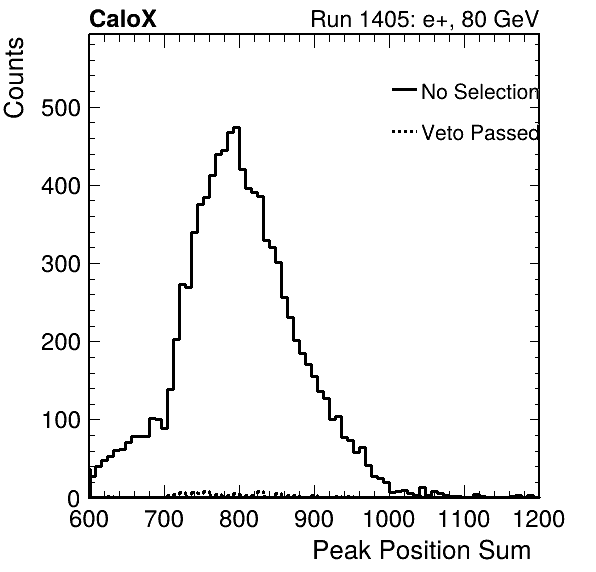 CaloX Run 1405: e+, 80 GeV
Counts
No Selection
Veto Passed
500
400
300
200
100
0
600 700 800 900 1000 1100 1200
Peak Position Sum